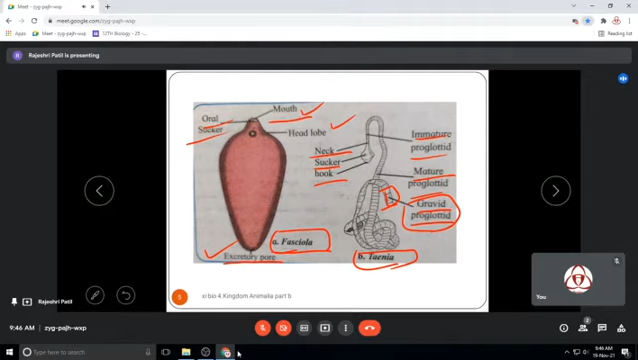 Meet - zyg-pajh-wxp
meet.google.com/zyg-pajh-wxp
Apps
Meet - zyg-pajh-wxp
12th Biology - 21 -
Reading list
R
Rajeshri Patil is presenting
Mouth
Oral
Sucker
Head lobe
Neck
Sucker
hook
Immature
proglottid
Mature
proglottid
Gravid
proglottid
a. Fasciola
b. Taenia
Excretory pore
5
xi bio 4.Kingdom Animalia part b
Rajeshri Patil
You
9:46 AM
zyg-pajh-wxp
2
Type here to search
9:46 AM
19-Nov-21